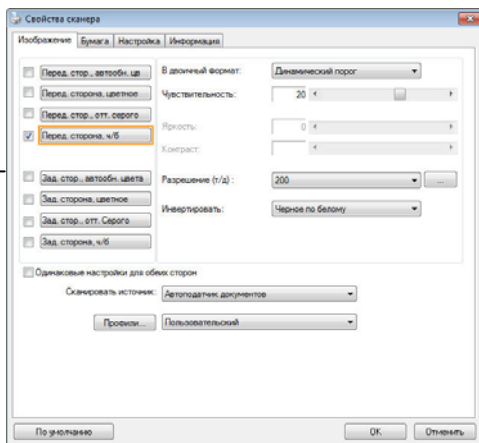 Свойства сканера
Изображение Бумага Настройка Информация
Перед. стор., автообн. цв
Перед. сторона, цветное
Перед. стор., отт. серого
Перед. сторона, ч/б
Зад. стор., автообн. цвета
Зад. сторона, цветное
Зад. стор., отт. Серого
Зад. сторона, ч/б
В двоичный формат: Динамический порог
Чувствительность: 20
Яркость: 0
Контраст:
Разрешение (т/д) : 200 ...
Инвертировать: Черное по белому
Одинаковые настройки для обеих сторон
Сканировать источник: Автоподатчик документов
Профили... Пользовательский
По умолчанию OK Отменить